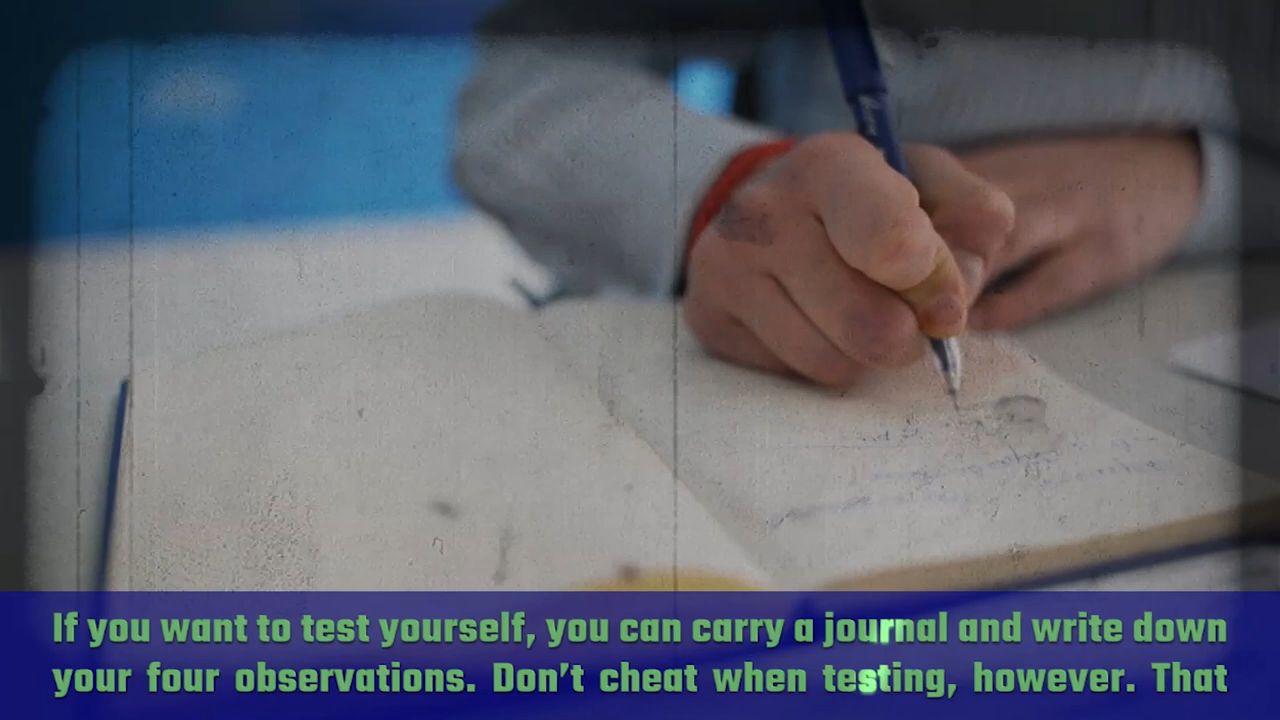 If you want to test yourself, you can carry a journal and write down
your four observations. Don’t cheat when testing, however. That